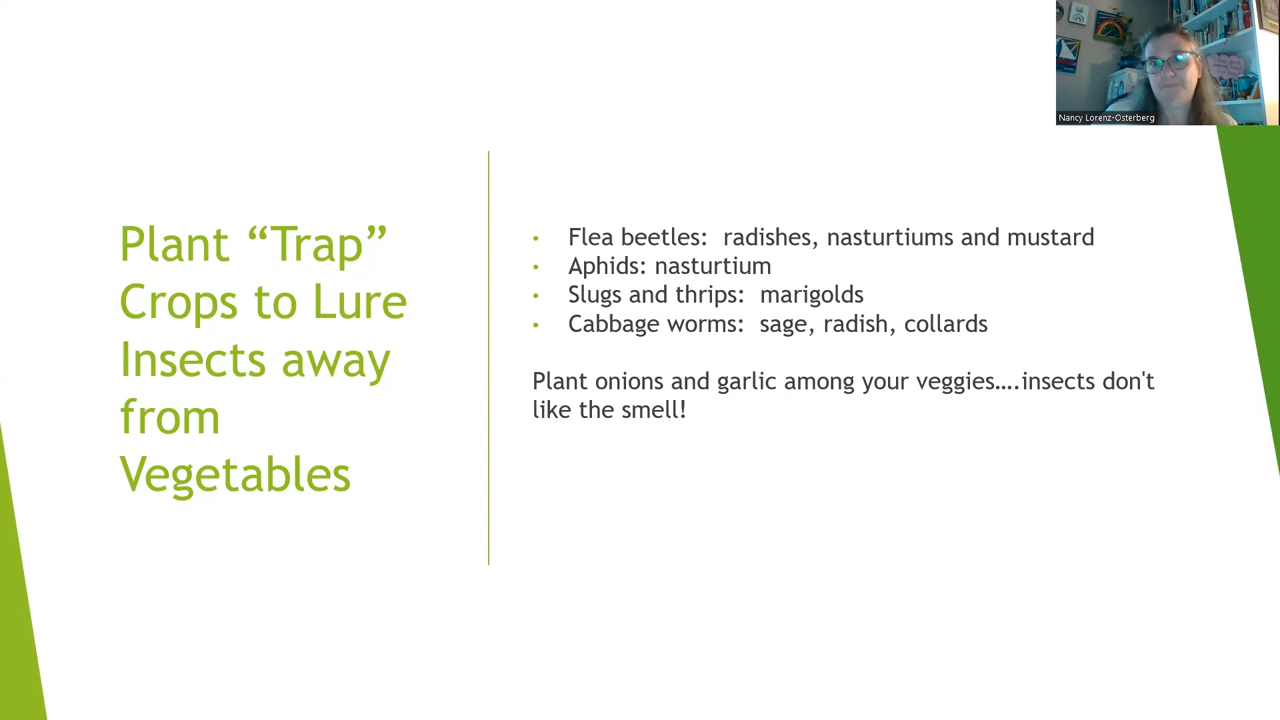 Nancy Lorenz-Osterberg
Plant “Trap”
Crops to Lure
Insects away
from
Vegetables
• Flea beetles:  radishes, nasturtiums and mustard
• Aphids: nasturtium
• Slugs and thrips:  marigolds
• Cabbage worms:  sage, radish, collards
Plant onions and garlic among your veggies....insects don't
like the smell!